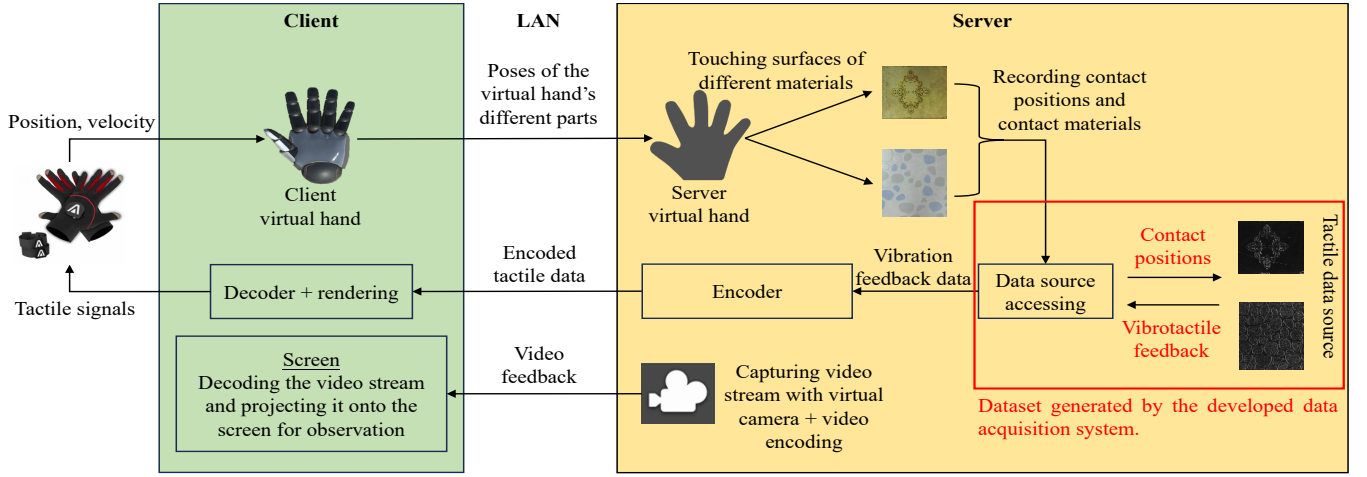 Client
LAN
Server
Position, velocity
Client
virtual hand
Poses of the
virtual hand's
different parts
Touching surfaces of
different materials
Server
virtual hand
Recording contact
positions and
contact materials
Tactile signals
Decoder + rendering
Encoded
tactile data
Encoder
Vibration
feedback data
Data source
accessing
Contact
positions
Vibrotactile
feedback
Tactile data source
Screen
Decoding the video stream
and projecting it onto the
screen for observation
Video
feedback
Capturing video
stream with virtual
camera + video
encoding
Dataset generated by the developed data
acquisition system.